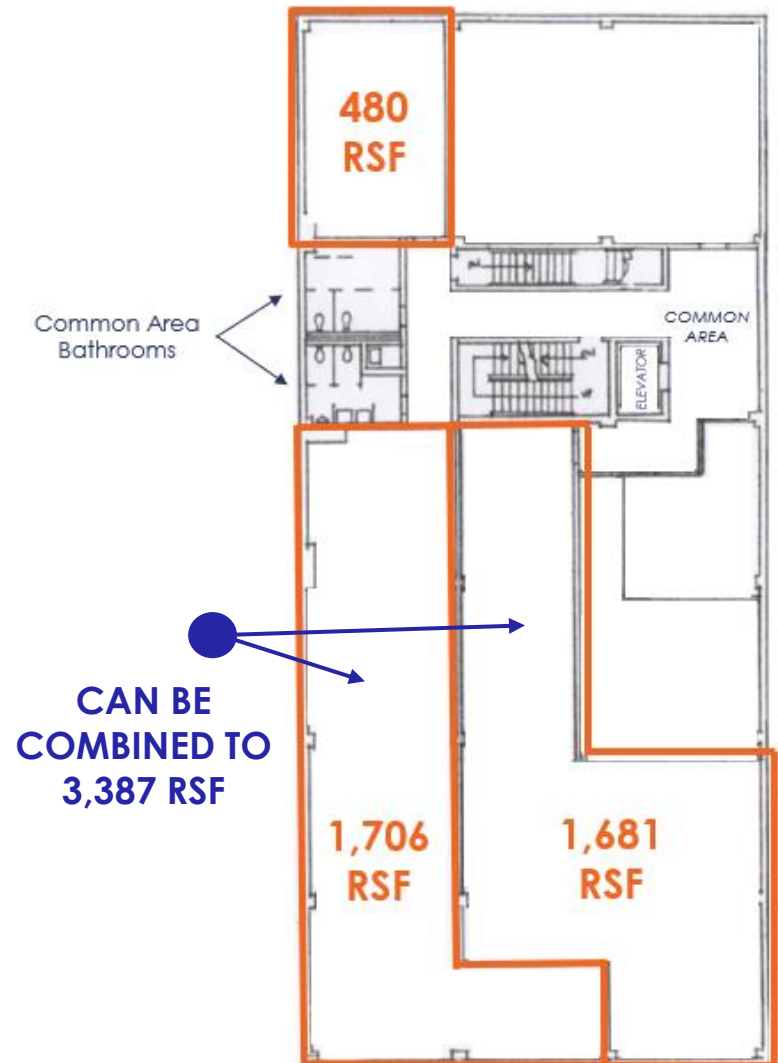 480
RSF
Common Area
Bathrooms
COMMON
AREA
ELEVATOR
CAN BE
COMBINED TO
3,387 RSF
1,706
RSF
1,681
RSF